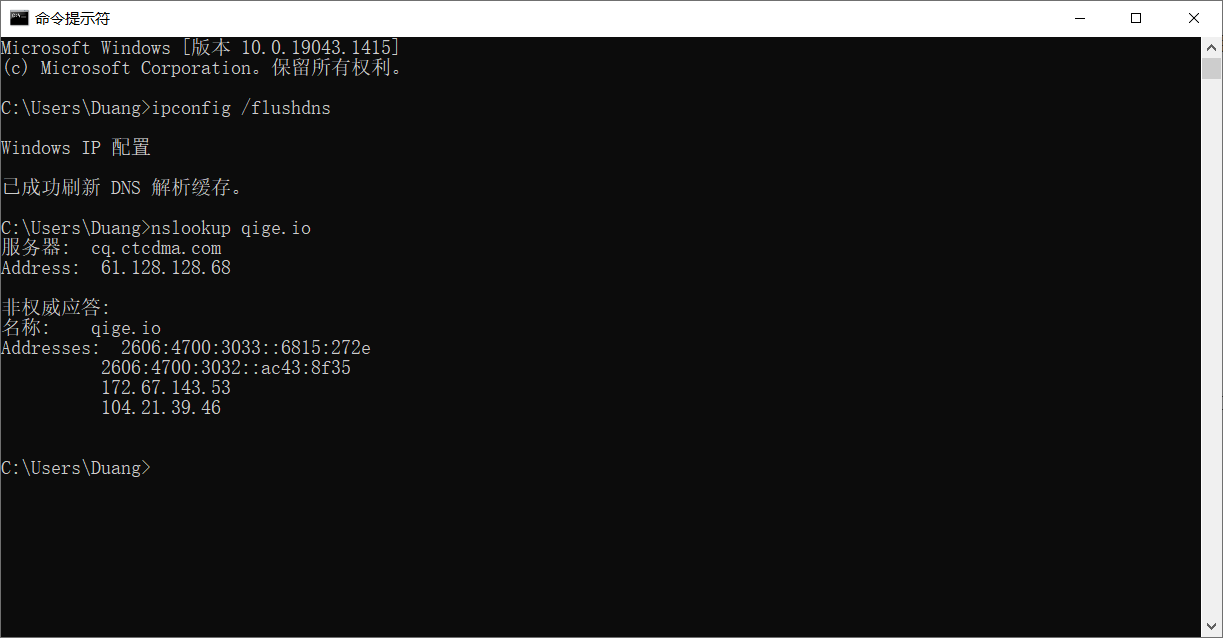 命令提示符
Microsoft Windows [版本 10.0.19043.1415]
(c) Microsoft Corporation。保留所有权利。
C:\Users\Duang>ipconfig /flushdns
Windows IP 配置
已成功刷新 DNS 解析缓存。
C:\Users\Duang>nslookup qige.io
服务器:  cq.ctcdma.com
Address:  61.128.128.68
非权威应答:
名称:    qige.io
Addresses:  2606:4700:3033::6815:272e
2606:4700:3032::ac43:8f35
172.67.143.53
104.21.39.46
C:\Users\Duang>